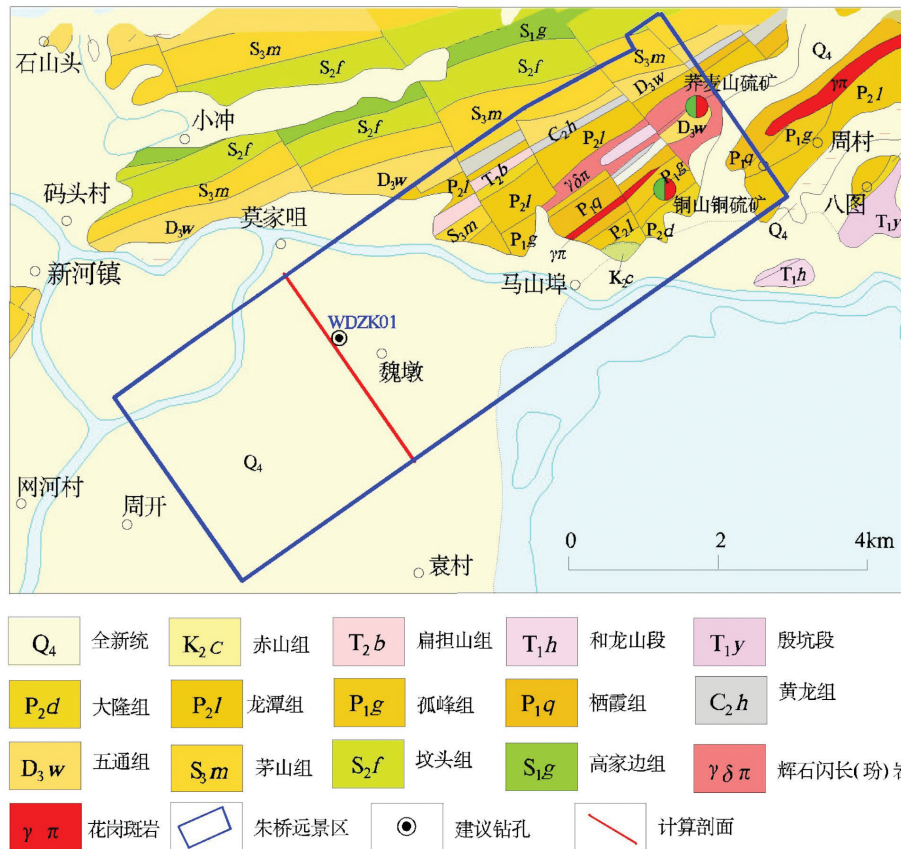 S₁g
石山头
S₃m
S₃m
Q₄
S₂f
S₂f
D₃w
荞麦山硫矿
γπ
P₂l
小冲
C₂h
P₂l
D₃w
P₁g
周村
S₂f
S₂f
P₁q
T₂b
P₁g
S₃m
D₃w
P₂l
γδπ
P₁q
铜山铜硫矿
八图
码头村
P₂l
莫家咀
D₃w
S₃m
P₁g
P₂l
P₂d
Q₄
T₁y
新河镇
γπ
马山埠
K₂c
T₁h
WDZK01
魏墩
Q₄
网河村
周开
袁村
0 2 4km
Q₄ 全新统 K₂c 赤山组 T₂b 扁担山组 T₁h 和龙山段 T₁y 殷坑段
P₂d 大隆组 P₂l 龙潭组 P₁g 孤峰组 P₁q 栖霞组 C₂h 黄龙组
D₃w 五通组 S₃m 茅山组 S₂f 坟头组 S₁g 高家边组 γδπ 辉石闪长(玢)岩
γπ 花岗斑岩 朱桥远景区 建议钻孔 计算剖面